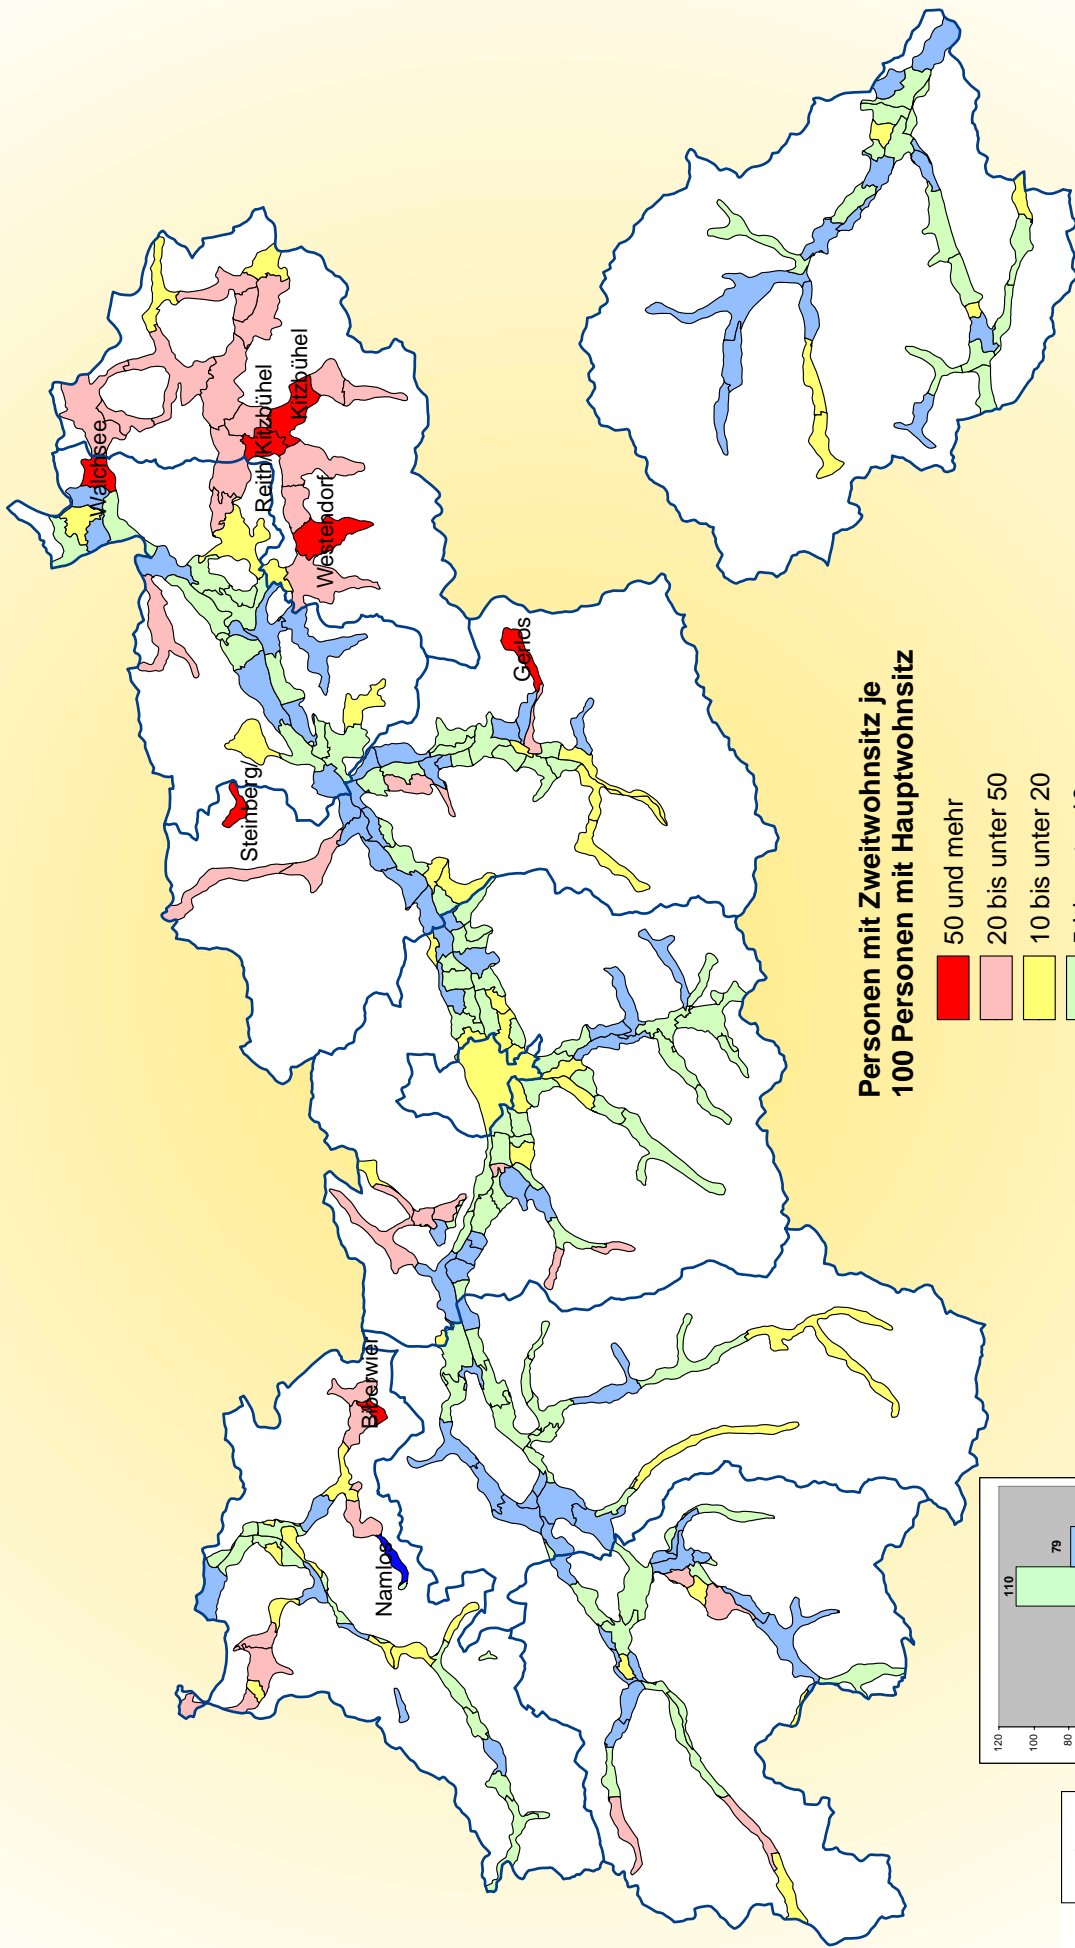 Walchsee
Reith/Kitzbühel
Kitzbühel
Westendorf
Steinberg/
Gerlos
Biberwier
Namlos
Personen mit Zweitwohnsitz je
100 Personen mit Hauptwohnsitz
50 und mehr
20 bis unter 50
10 bis unter 20
120
100
80
110
79